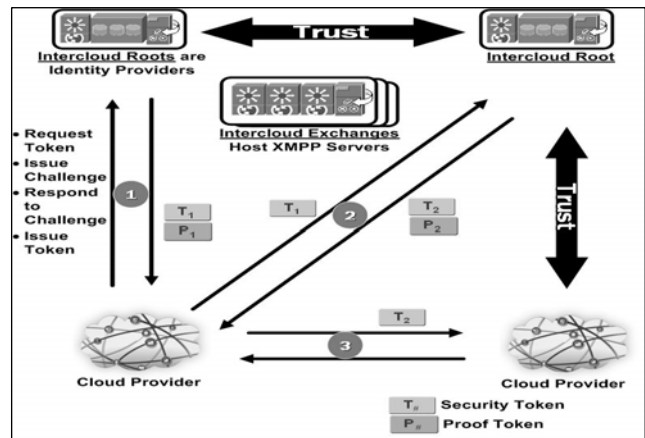 Trust
Intercloud Roots are
Identity Providers
Intercloud Root
Intercloud Exchanges
Host XMPP Servers
• Request
Token
• Issue
Challenge
• Respond
to
Challenge
• Issue
Token
1
T₁
P₁
T₁
2
T₂
P₂
Trust
T₂
3
Cloud Provider
Cloud Provider
T# Security Token
P# Proof Token